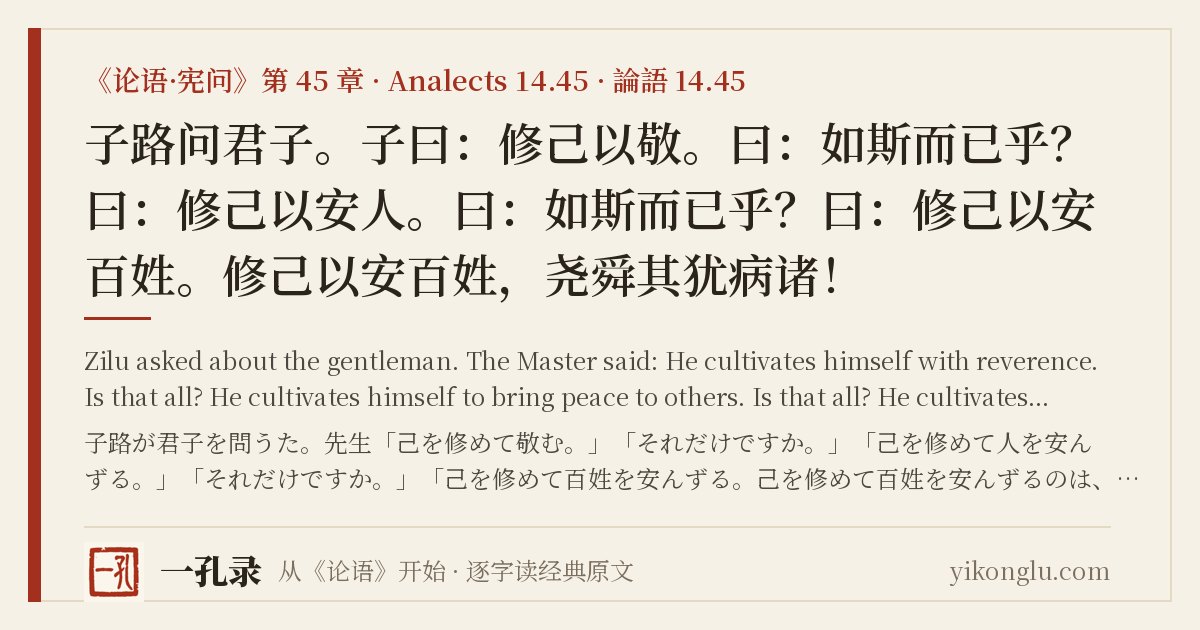 《论语·宪问》第 45 章 · Analects 14.45 · 論語 14.45
子路问君子。子曰：修己以敬。曰：如斯而已乎？
曰：修己以安人。曰：如斯而已乎？曰：修己以安
百姓。修己以安百姓，尧舜其犹病诸！
Zilu asked about the gentleman. The Master said: He cultivates himself with reverence.
Is that all? He cultivates himself to bring peace to others. Is that all? He cultivates...
子路が君子を問うた。先生「己を修めて敬む。」「それだけですか。」「己を修めて人を安ん
ずる。」「それだけですか。」「己を修めて百姓を安んずる。己を修めて百姓を安んずるのは、…
一孔
一孔录 从《论语》开始 · 逐字读经典原文 yikonglu.com